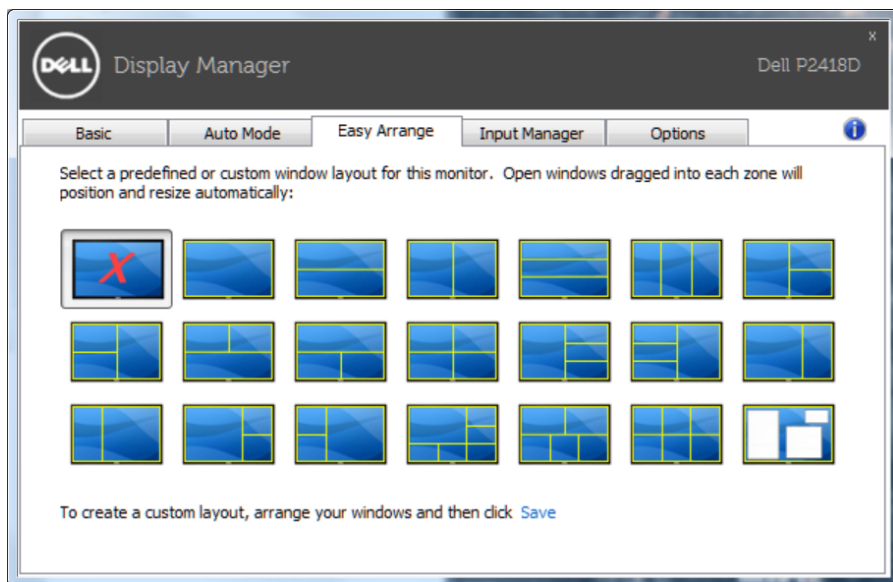 DELL
Display Manager
x
Dell P2418D
Basic
Auto Mode
Easy Arrange
Input Manager
Options
i
Select a predefined or custom window layout for this monitor. Open windows dragged into each zone will
position and resize automatically:
X
To create a custom layout, arrange your windows and then click Save